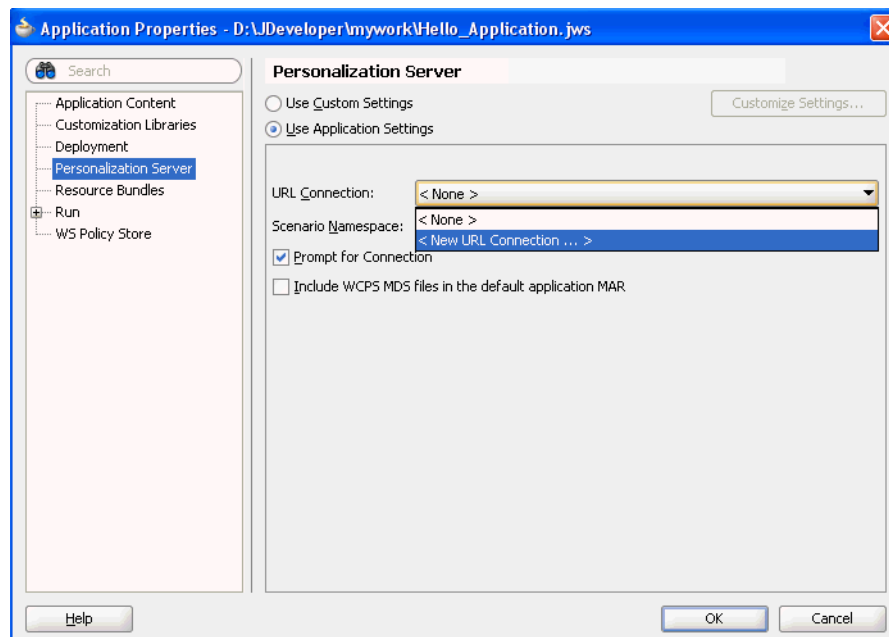 Application Properties - D:\JDeveloper\mywork\Hello_Application.jws
Search
Personalization Server
Application Content
Customization Libraries
Deployment
Personalization Server
Resource Bundles
Run
WS Policy Store
Use Custom Settings
Customize Settings...
Use Application Settings
URL Connection:
< None >
< None >
Scenario Namespace:
< New URL Connection ... >
Prompt for Connection
Include WCPS MDS files in the default application MAR
Help
OK
Cancel